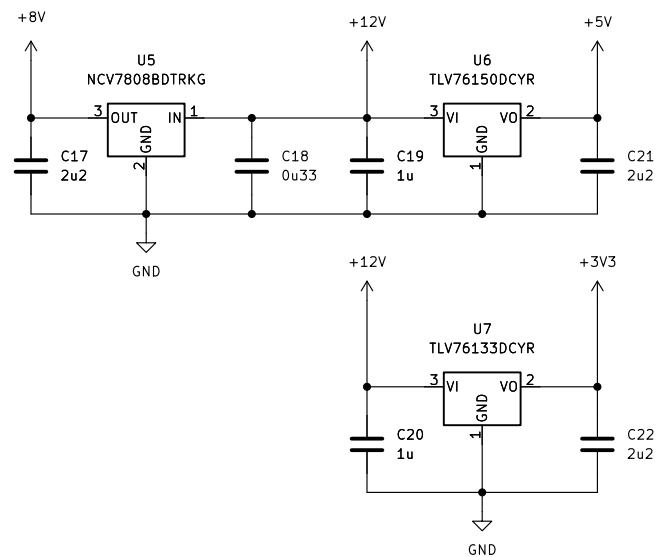 +8V
+12V
+5V
U5
NCV7808BDTRKG
U6
TLV76150DCYR
3 OUT IN 1
GND
2
3 VI VO 2
GND
1
C17
2u2
C18
0u33
C19
1u
C21
2u2
GND
+12V
+3V3
U7
TLV76133DCYR
3 VI VO 2
GND
1
C20
1u
C22
2u2
GND